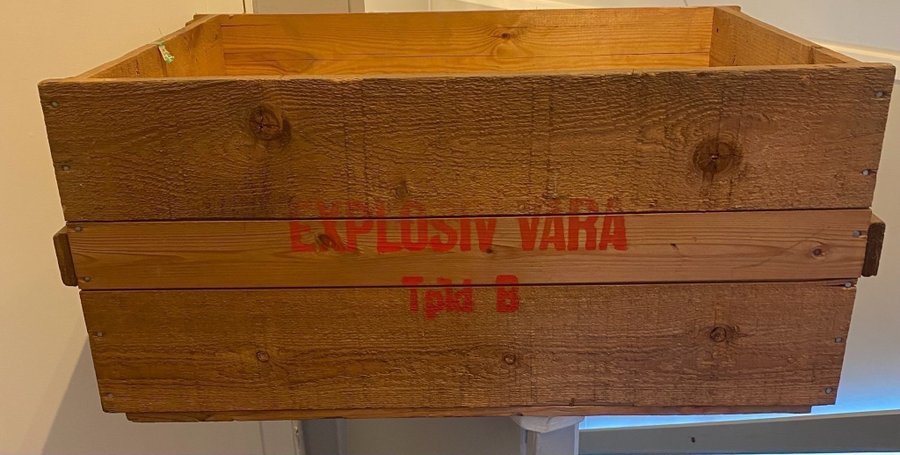 EXPLOSIV VARA
Tpkl B